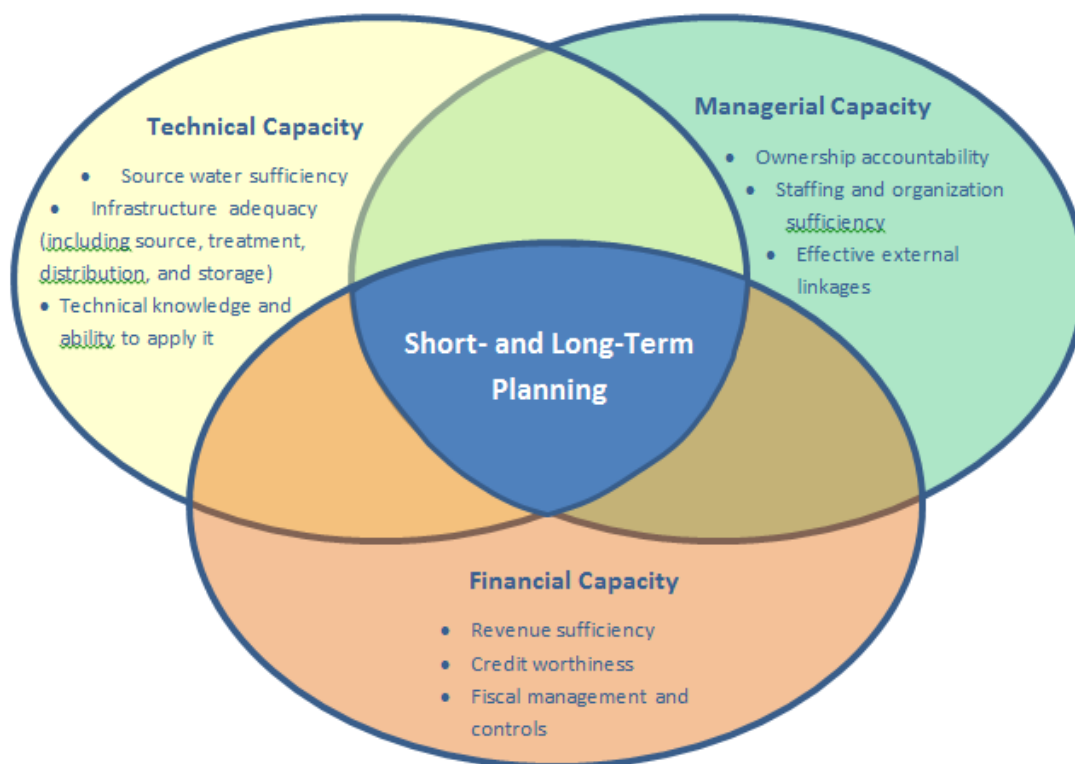 Technical Capacity
• Source water sufficiency
• Infrastructure adequacy
(including source, treatment,
distribution, and storage)
• Technical knowledge and
ability to apply it
Managerial Capacity
• Ownership accountability
• Staffing and organization
sufficiency
• Effective external
linkages
Short- and Long-Term
Planning
Financial Capacity
• Revenue sufficiency
• Credit worthiness
• Fiscal management and
controls